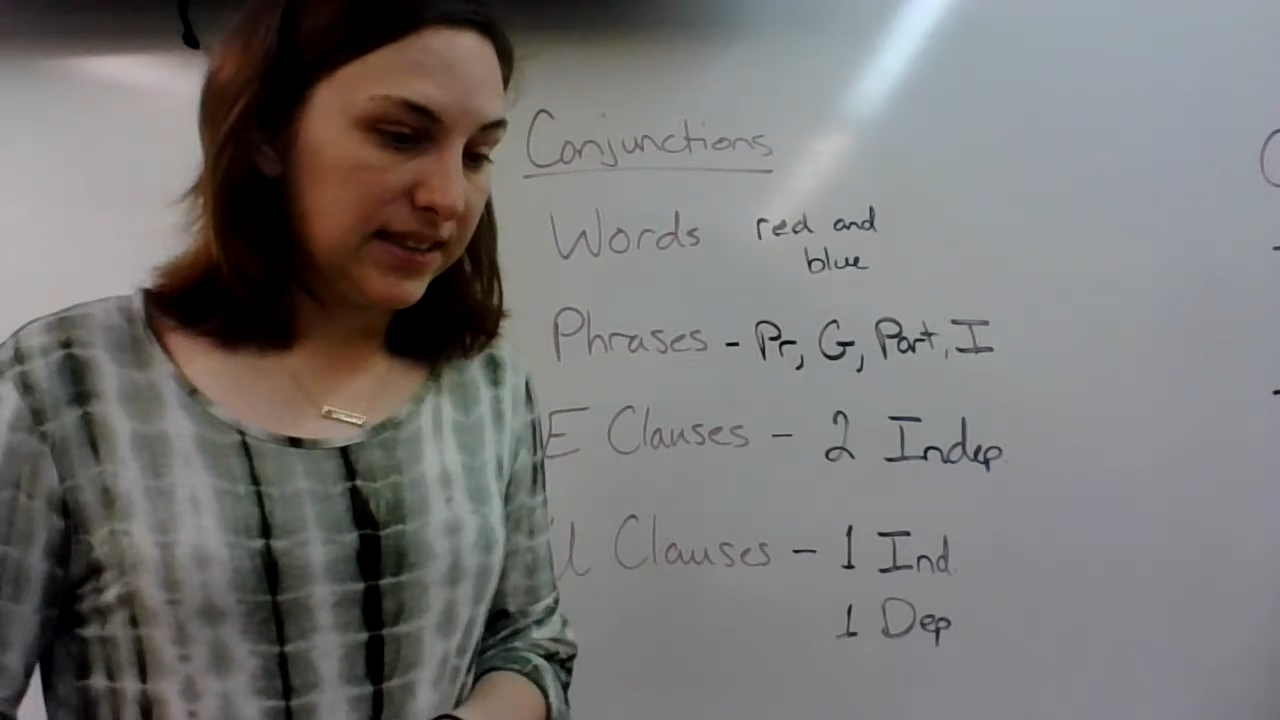 Conjunctions
Words red and
blue
Phrases - Pr, G, Part, I
E Clauses - 2 Indep.
U Clauses - 1 Ind.
1 Dep